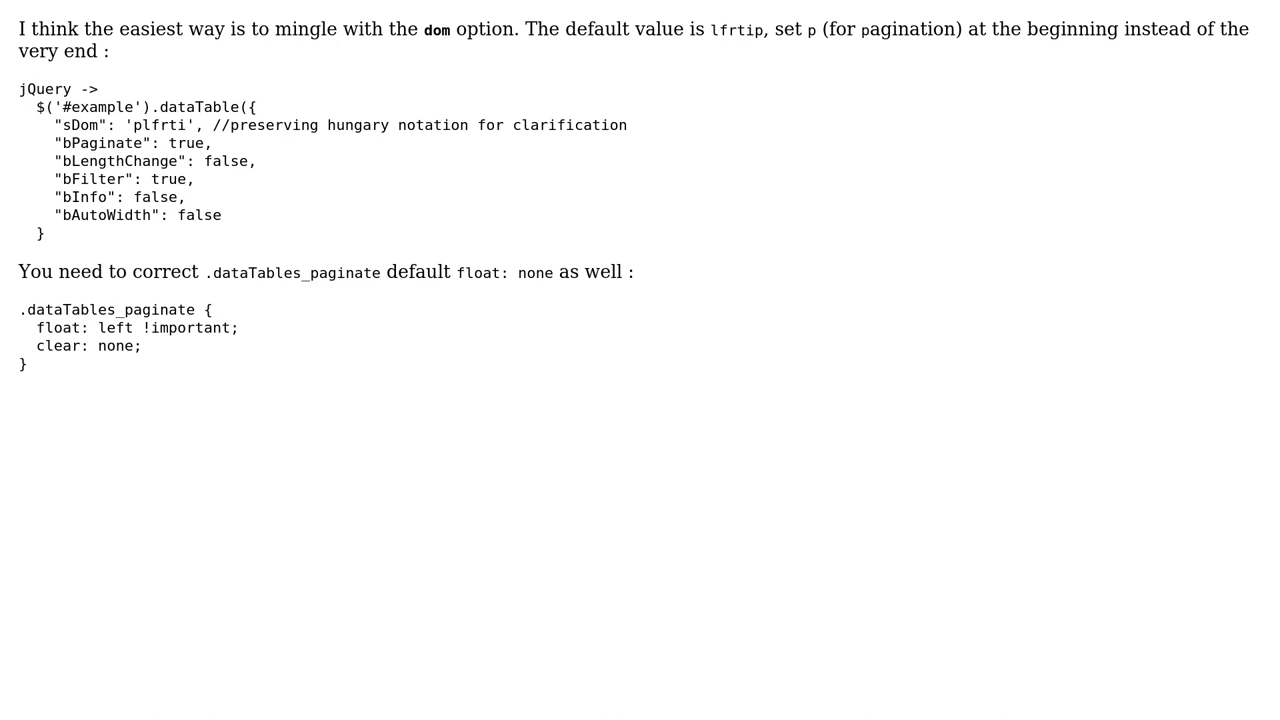 I think the easiest way is to mingle with the dom option. The default value is lfrtip, set p (for pagination) at the beginning instead of the
very end :
jQuery ->
  $('#example').dataTable({
    "sDom": 'plfrti', //preserving hungary notation for clarification
    "bPaginate": true,
    "bLengthChange": false,
    "bFilter": true,
    "bInfo": false,
    "bAutoWidth": false
  }
You need to correct .dataTables_paginate default float: none as well :
.dataTables_paginate {
  float: left !important;
  clear: none;
}